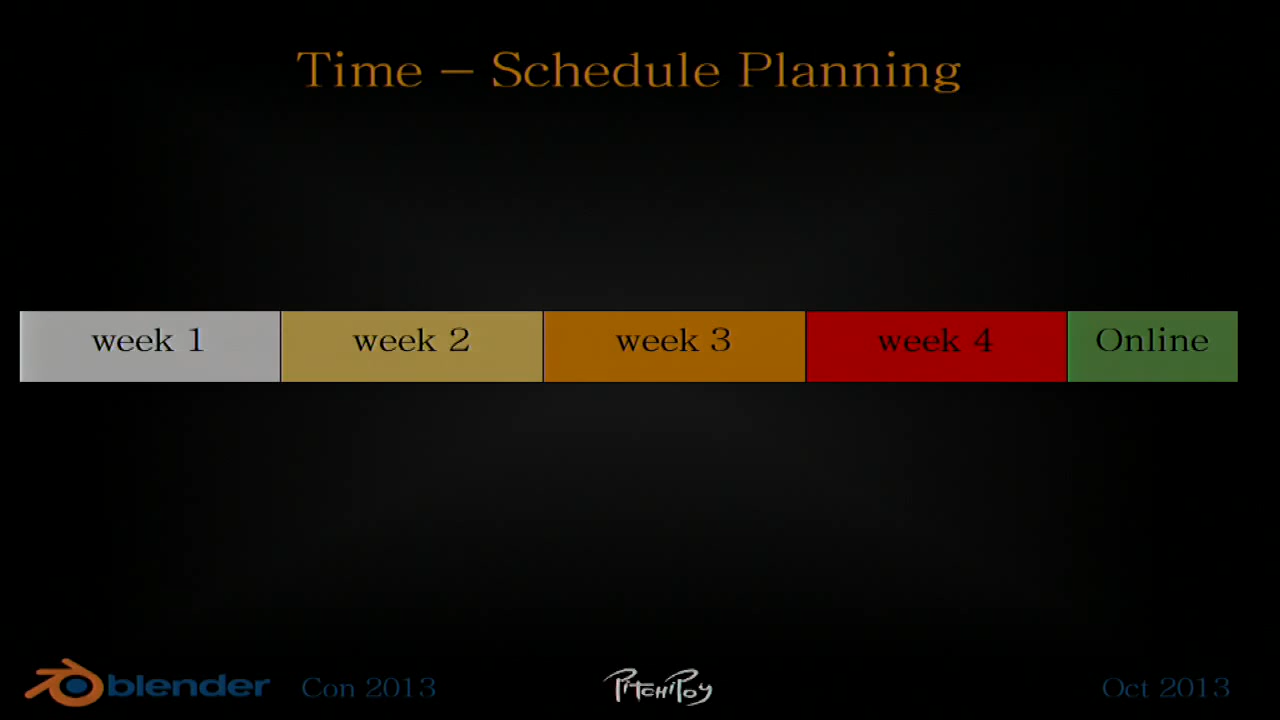 Time – Schedule Planning
week 1 week 2 week 3 week 4 Online
blender Con 2013 PitchiPoy Oct 2013